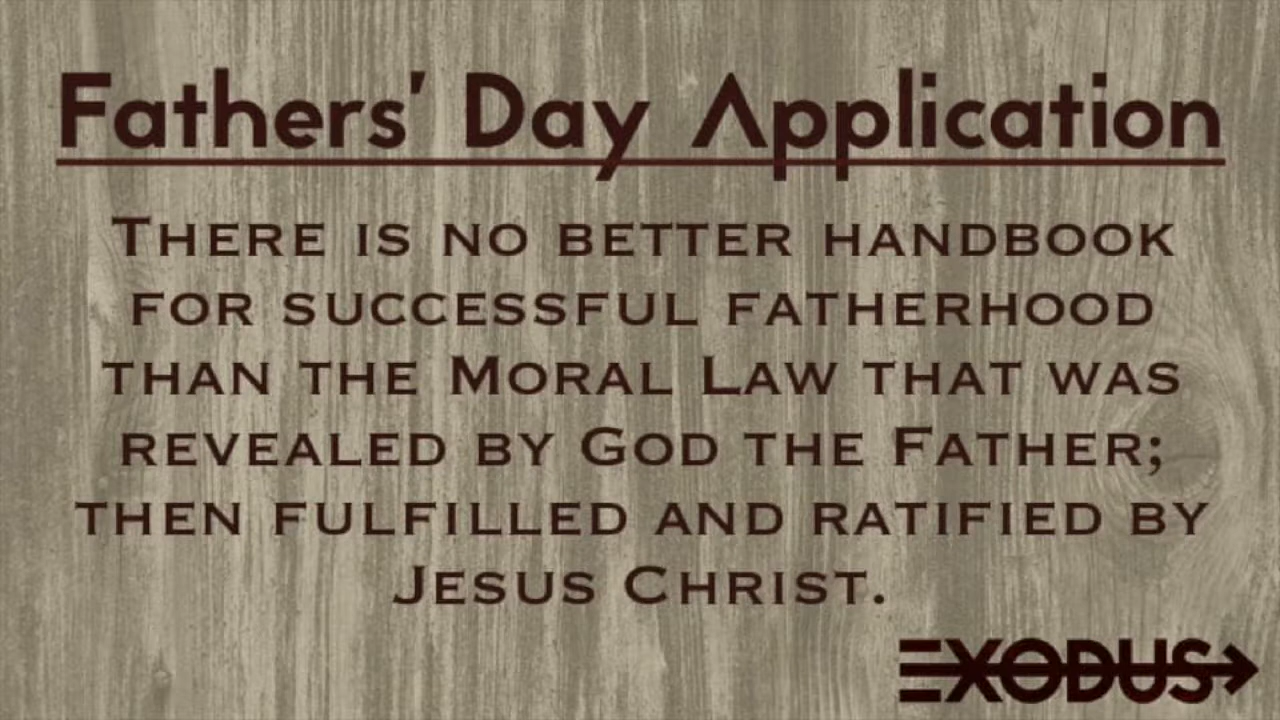 Fathers' Day Application
There is no better handbook
for successful fatherhood
than the Moral Law that was
revealed by God the Father;
then fulfilled and ratified by
Jesus Christ.
EXODUS